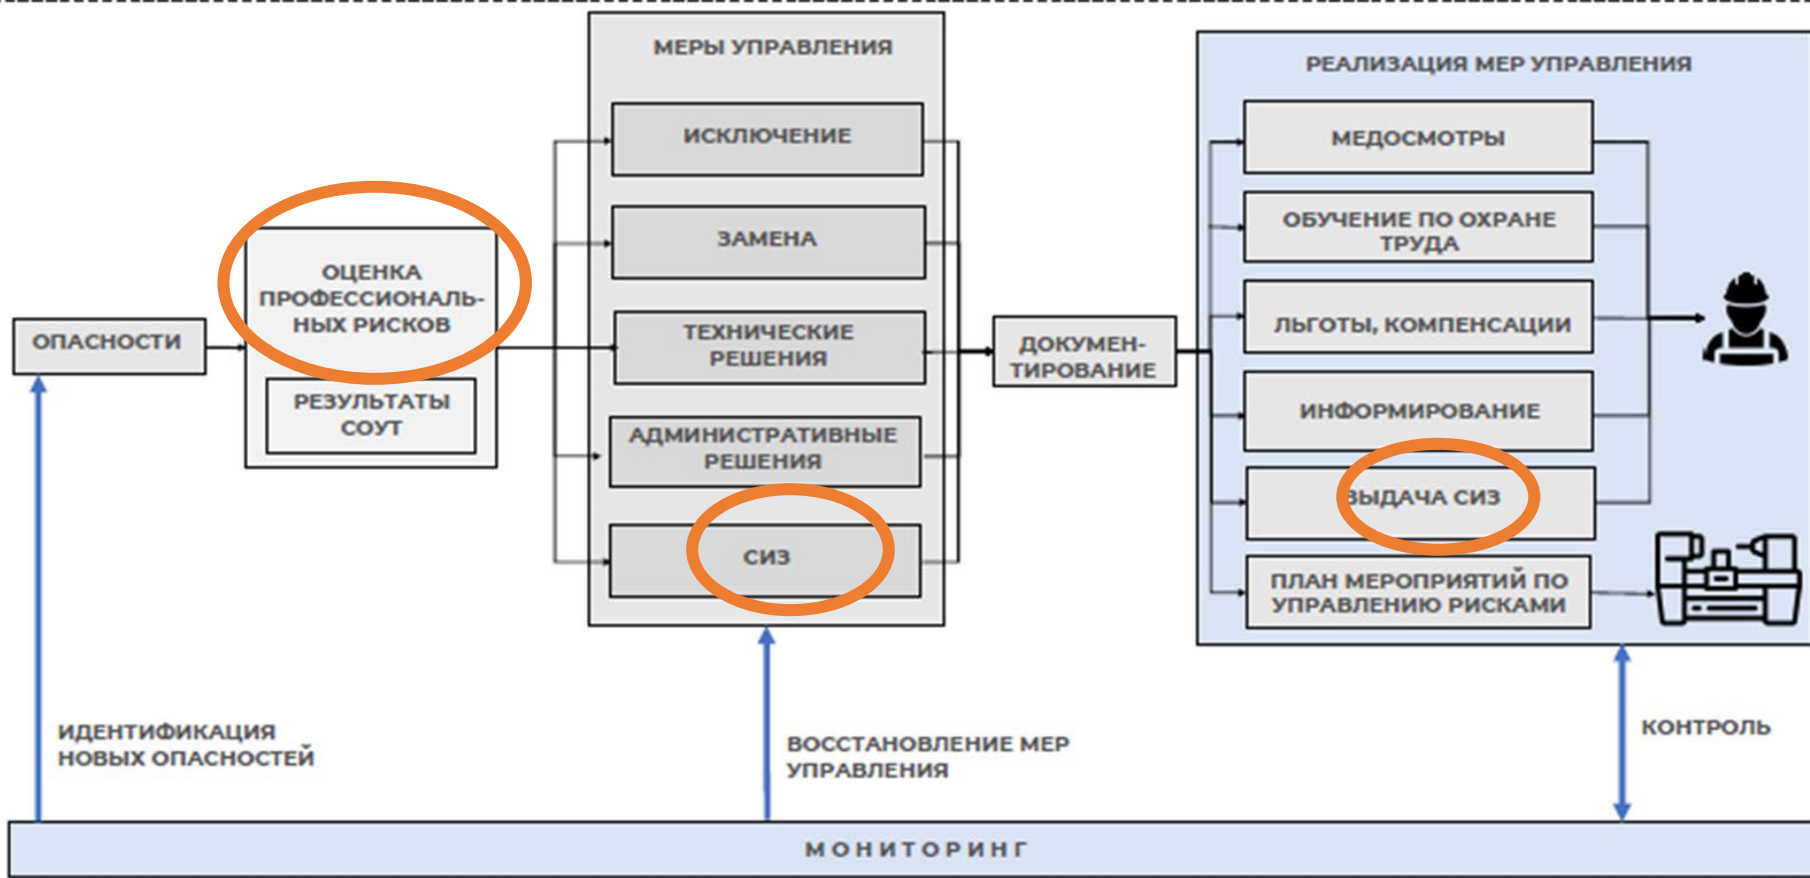 ОПАСНОСТИ
ОЦЕНКА
ПРОФЕССИОНАЛЬ-
НЫХ РИСКОВ
РЕЗУЛЬТАТЫ
СОУТ
МЕРЫ УПРАВЛЕНИЯ
ИСКЛЮЧЕНИЕ
ЗАМЕНА
ТЕХНИЧЕСКИЕ
РЕШЕНИЯ
АДМИНИСТРАТИВНЫЕ
РЕШЕНИЯ
СИЗ
ДОКУМЕН-
ТИРОВАНИЕ
РЕАЛИЗАЦИЯ МЕР УПРАВЛЕНИЯ
МЕДОСМОТРЫ
ОБУЧЕНИЕ ПО ОХРАНЕ
ТРУДА
ЛЬГОТЫ, КОМПЕНСАЦИИ
ИНФОРМИРОВАНИЕ
ВЫДАЧА СИЗ
ПЛАН МЕРОПРИЯТИЙ ПО
УПРАВЛЕНИЮ РИСКАМИ
ИДЕНТИФИКАЦИЯ
НОВЫХ ОПАСНОСТЕЙ
ВОССТАНОВЛЕНИЕ МЕР
УПРАВЛЕНИЯ
КОНТРОЛЬ
МОНИТОРИНГ